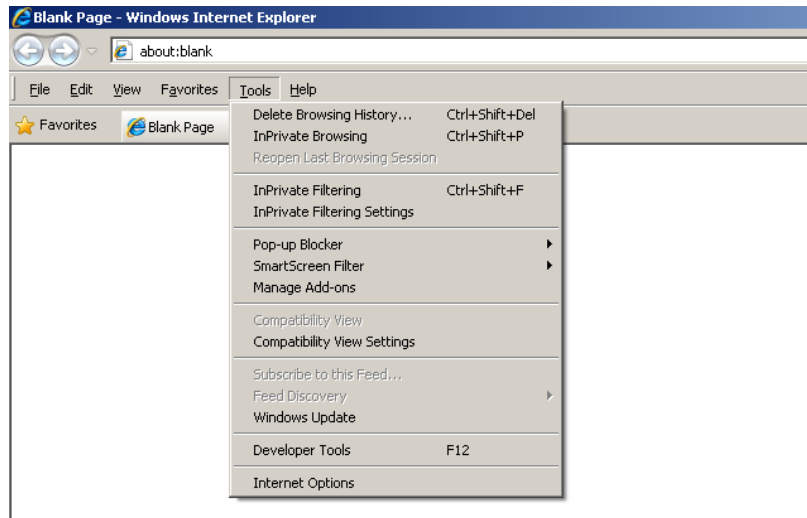 Blank Page - Windows Internet Explorer
about:blank
File Edit View Favorites Tools Help
Favorites Blank Page
Delete Browsing History... Ctrl+Shift+Del
InPrivate Browsing Ctrl+Shift+P
Reopen Last Browsing Session
InPrivate Filtering Ctrl+Shift+F
InPrivate Filtering Settings
Pop-up Blocker
SmartScreen Filter
Manage Add-ons
Compatibility View
Compatibility View Settings
Subscribe to this Feed...
Feed Discovery
Windows Update
Developer Tools F12
Internet Options